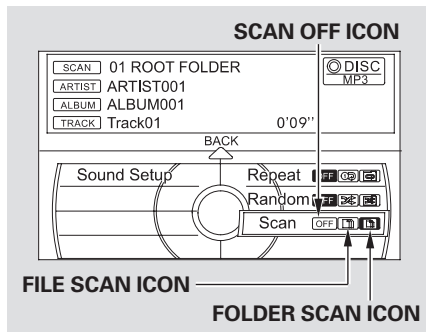 SCAN OFF ICON
SCAN 01 ROOT FOLDER
DISC
MP3
ARTIST ARTIST001
ALBUM ALBUM001
TRACK Track01 0'09''
BACK
Sound Setup Repeat OFF
Random OFF
Scan OFF
FILE SCAN ICON
FOLDER SCAN ICON